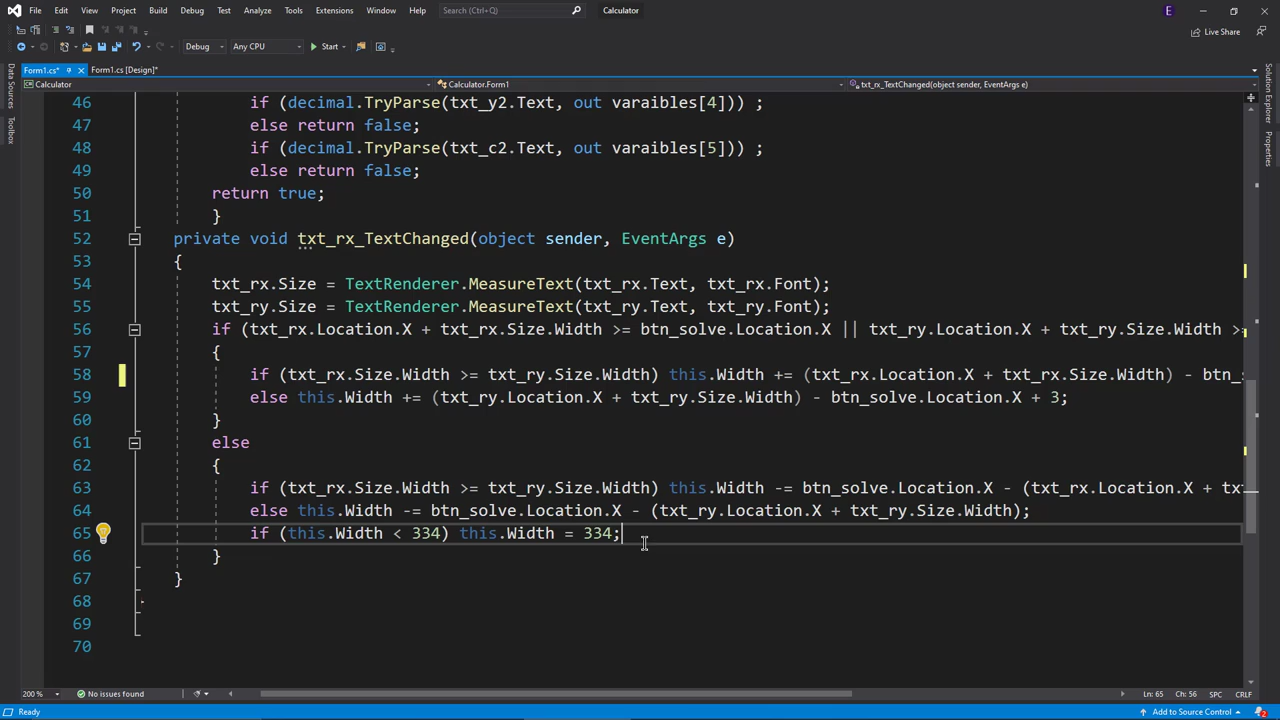 File Edit View Project Build Debug Test Analyze Tools Extensions Window Help Search (Ctrl+Q) Calculator E
Live Share
Debug Any CPU Start
Form1.cs* Form1.cs [Design]*
Calculator Calculator.Form1 txt_rx_TextChanged(object sender, EventArgs e)
Data Sources
Toolbox
Solution Explorer
Properties
46 if (decimal.TryParse(txt_y2.Text, out varaibles[4])) ;
47 else return false;
48 if (decimal.TryParse(txt_c2.Text, out varaibles[5])) ;
49 else return false;
50 return true;
51 }
52 private void txt_rx_TextChanged(object sender, EventArgs e)
53 {
54 txt_rx.Size = TextRenderer.MeasureText(txt_rx.Text, txt_rx.Font);
55 txt_ry.Size = TextRenderer.MeasureText(txt_ry.Text, txt_ry.Font);
56 if (txt_rx.Location.X + txt_rx.Size.Width >= btn_solve.Location.X || txt_ry.Location.X + txt_ry.Size.Width >
57 {
58 if (txt_rx.Size.Width >= txt_ry.Size.Width) this.Width += (txt_rx.Location.X + txt_rx.Size.Width) - btn_s
59 else this.Width += (txt_ry.Location.X + txt_ry.Size.Width) - btn_solve.Location.X + 3;
60 }
61 else
62 {
63 if (txt_rx.Size.Width >= txt_ry.Size.Width) this.Width -= btn_solve.Location.X - (txt_rx.Location.X + txt
64 else this.Width -= btn_solve.Location.X - (txt_ry.Location.X + txt_ry.Size.Width);
65 if (this.Width < 334) this.Width = 334;
66 }
67 }
68
69
70
200 % No issues found Ln: 65 Ch: 56 SPC CRLF
Ready Add to Source Control 2